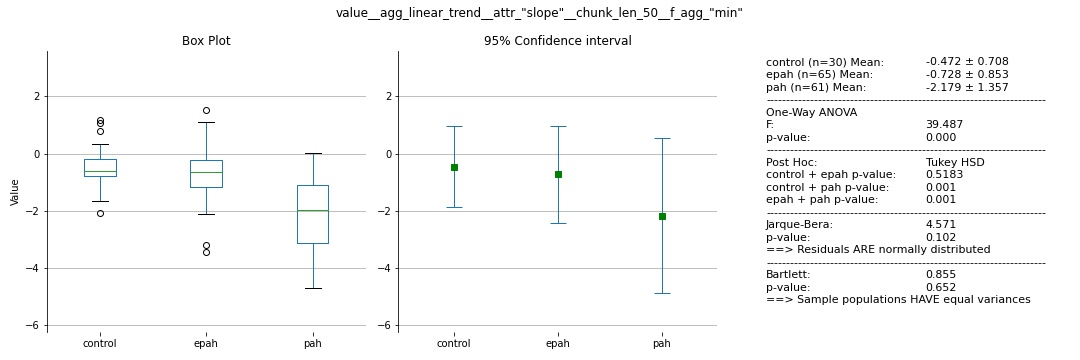 value__agg_linear_trend__attr_"slope"__chunk_len_50__f_agg_"min"
Box Plot
Value
2
0
−2
−4
−6
control
epah
pah
95% Confidence interval
2
0
−2
−4
−6
control
epah
pah
control (n=30) Mean: -0.472 ± 0.708
epah (n=65) Mean: -0.728 ± 0.853
pah (n=61) Mean: -2.179 ± 1.357
One-Way ANOVA
F: 39.487
p-value: 0.000
Post Hoc: Tukey HSD
control + epah p-value: 0.5183
control + pah p-value: 0.001
epah + pah p-value: 0.001
Jarque-Bera: 4.571
p-value: 0.102
==> Residuals ARE normally distributed
Bartlett: 0.855
p-value: 0.652
==> Sample populations HAVE equal variances